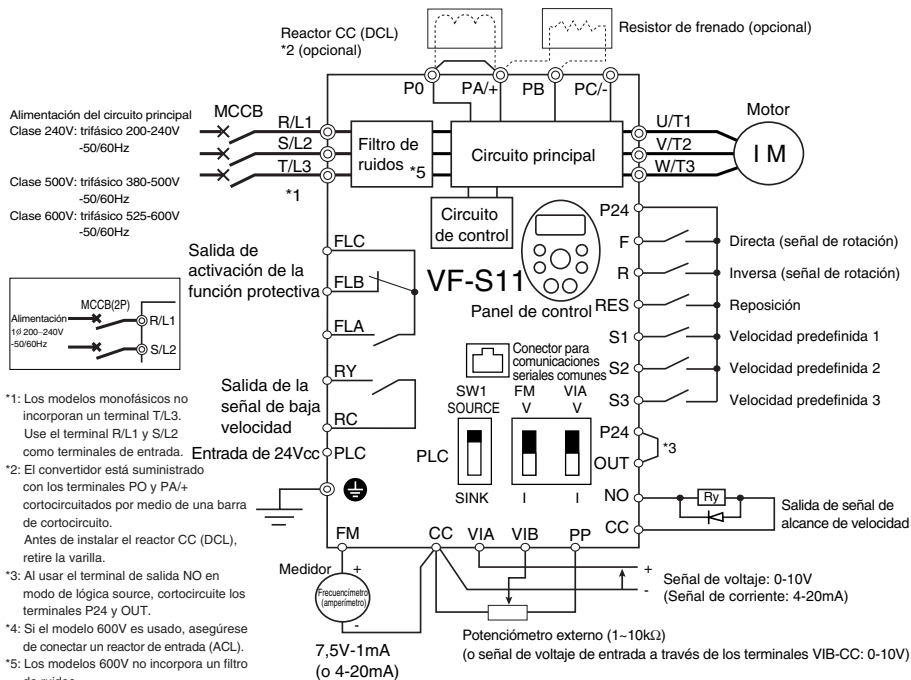 Reactor CC (DCL)
*2 (opcional)
Resistor de frenado (opcional)
P0
PA/+
PB
PC/-
Alimentación del circuito principal
Clase 240V: trifásico 200-240V
-50/60Hz
Clase 500V: trifásico 380-500V
-50/60Hz
Clase 600V: trifásico 525-600V
-50/60Hz
MCCB
R/L1
S/L2
T/L3
*1
Filtro de
ruidos *5
Circuito principal
Circuito
de control
U/T1
V/T2
W/T3
Motor
I M
Salida de
activación de la
función protectiva
FLC
FLB
FLA
VF-S11
Panel de control
P24
F
R
RES
S1
S2
S3
Directa (señal de rotación)
Inversa (señal de rotación)
Reposición
Velocidad predefinida 1
Velocidad predefinida 2
Velocidad predefinida 3
MCCB(2P)
Alimentación
1ø 200-240V
-50/60Hz
R/L1
S/L2
Conector para
comunicaciones
seriales comunes
Salida de la
señal de baja
velocidad
RY
RC
Entrada de 24Vcc
PLC
SW1
SOURCE
PLC
SINK
FM
V
I
VIA
V
I
P24
OUT
*3
NO
CC
Ry
Salida de señal de
alcance de velocidad
FM
CC
VIA
VIB
PP
Medidor
+
Frecuencímetro
(amperímetro)
-
7,5V-1mA
(o 4-20mA)
+
-
Señal de voltaje: 0-10V
(Señal de corriente: 4-20mA)
Potenciómetro externo (1~10kΩ)
(o señal de voltaje de entrada a través de los terminales VIB-CC: 0-10V)
*1: Los modelos monofásicos no
incorporan un terminal T/L3.
Use el terminal R/L1 y S/L2
como terminales de entrada.
*2: El convertidor está suministrado
con los terminales PO y PA/+
cortocircuitados por medio de una barra
de cortocircuito.
Antes de instalar el reactor CC (DCL),
retire la varilla.
*3: Al usar el terminal de salida NO en
modo de lógica source, cortocircuite los
terminales P24 y OUT.
*4: Si el modelo 600V es usado, asegúrese
de conectar un reactor de entrada (ACL).
*5: Los modelos 600V no incorpora un filtro
de ruidos